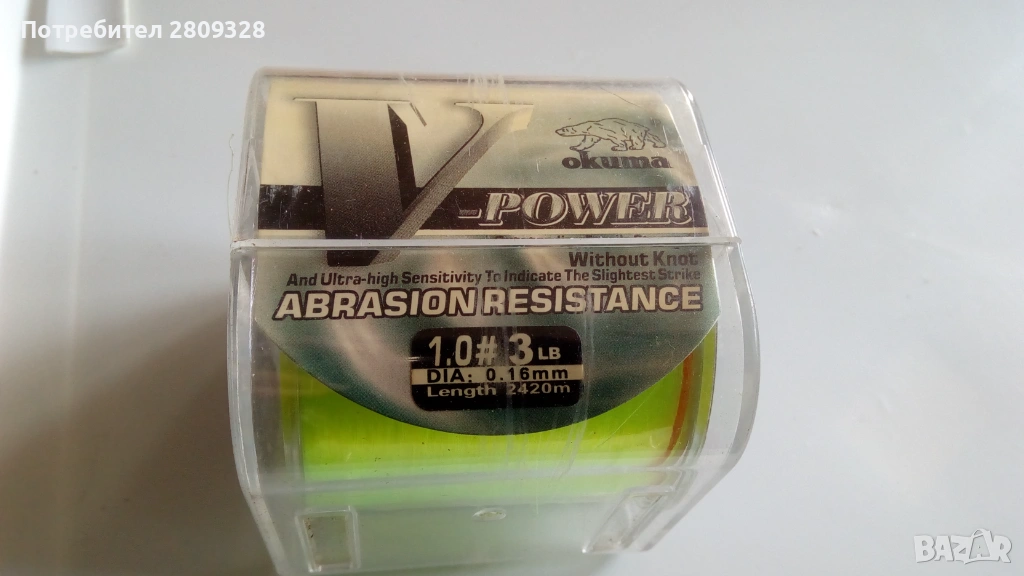 Потребител 2809328
V
okuma
-POWER
Without Knot
And Ultra-high Sensitivity To Indicate The Slightest Strike
ABRASION RESISTANCE
1.0# 3 LB
DIA: 0.16mm
Length 2420m
BAZAR